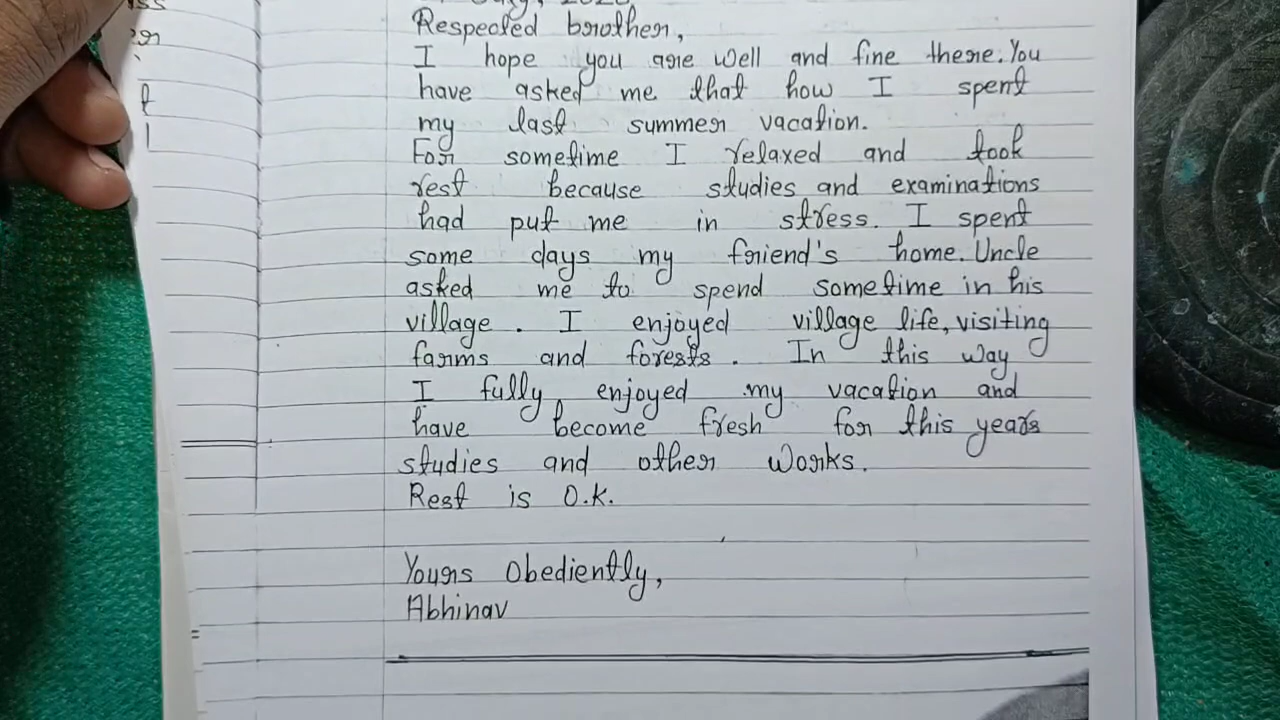 Respected brother,
I hope you are well and fine there. You
have asked me that how I spent
my last summer vacation.
For sometime I relaxed and took
rest because studies and examinations
had put me in stress. I spent
some days my friend's home. Uncle
asked me to spend sometime in his
village. I enjoyed village life, visiting
farms and forests. In this way
I fully enjoyed my vacation and
have become fresh for this years
studies and other works.
Rest is O.K.
Yours Obediently,
Abhinav